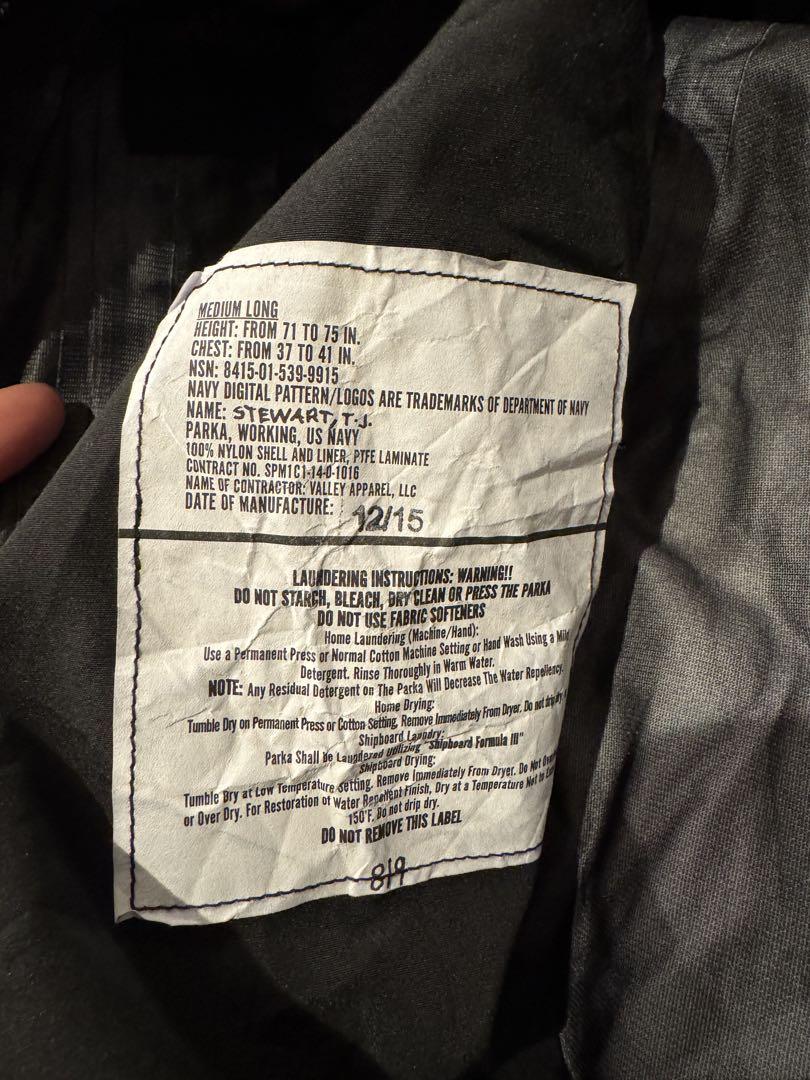 MEDIUM LONG
HEIGHT: FROM 71 TO 75 IN.
CHEST: FROM 37 TO 41 IN.
NSN: 8415-01-539-9915
NAVY DIGITAL PATTERN/LOGOS ARE TRADEMARKS OF DEPARTMENT OF NAVY
NAME: STEWART, T.J.
PARKA, WORKING, US NAVY
100% NYLON SHELL AND LINER, PTFE LAMINATE
CONTRACT NO. SPM1C1-14-D-1016
NAME OF CONTRACTOR: VALLEY APPAREL, LLC
DATE OF MANUFACTURE: 12/15
LAUNDERING INSTRUCTIONS: WARNING!!
DO NOT STARCH, BLEACH, DRY CLEAN OR PRESS THE PARKA
DO NOT USE FABRIC SOFTENERS
Home Laundering (Machine/Hand):
Use a Permanent Press or Normal Cotton Machine Setting or Hand Wash Using a Mild
Detergent. Rinse Thoroughly in Warm Water.
NOTE: Any Residual Detergent on The Parka Will Decrease The Water Repellency.
Home Drying:
Tumble Dry on Permanent Press or Cotton Setting, Remove Immediately From Dryer. Do not drip
Shipboard Laundry:
Parka Shall be Laundered Utilizing "Shipboard Formula III"
Shipboard Drying:
Tumble Dry at Low Temperature Setting. Remove Immediately From Dryer. Do Not
or Over Dry. For Restoration of Water Repellent Finish, Dry at a Temperature Not to
150°F. Do not drip dry.
DO NOT REMOVE THIS LABEL
819